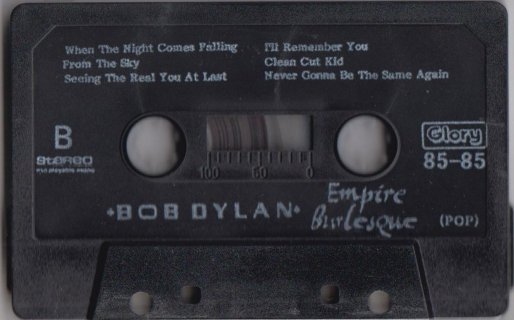 When The Night Comes Falling
From The Sky
Seeing The Real You At Last
I'll Remember You
Clean Cut Kid
Never Gonna Be The Same Again
B
Stereo
Glory
85-85
100 50 0
BOB DYLAN
Empire
Burlesque
(POP)